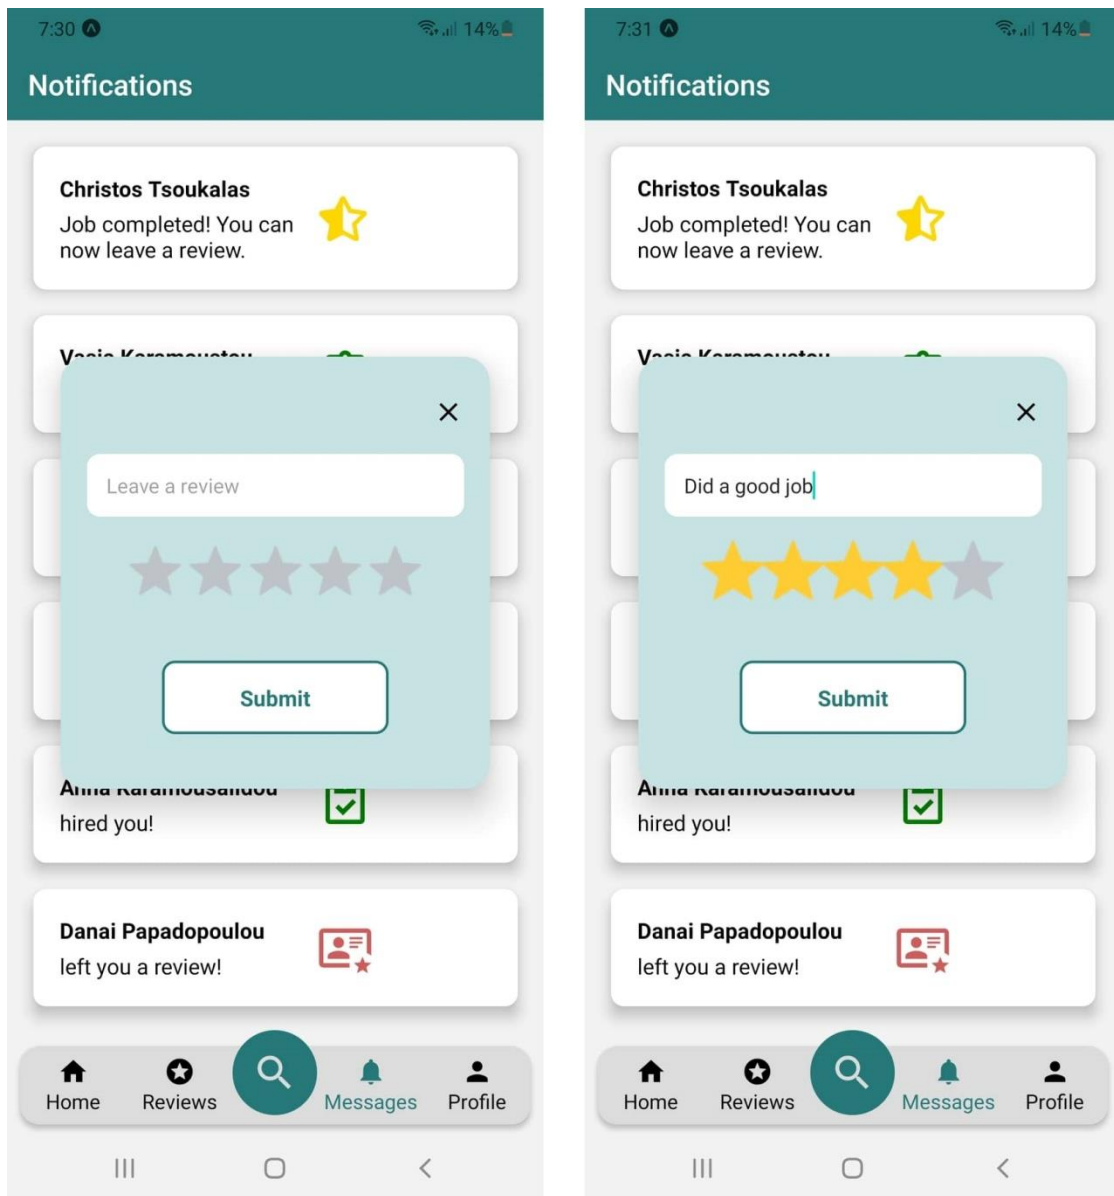 7:30 14%
Notifications
Christos Tsoukalas
Job completed! You can
now leave a review.
Leave a review
Submit
hired you!
Danai Papadopoulou
left you a review!
Home Reviews Messages Profile
7:31 14%
Notifications
Christos Tsoukalas
Job completed! You can
now leave a review.
Did a good job
Submit
hired you!
Danai Papadopoulou
left you a review!
Home Reviews Messages Profile